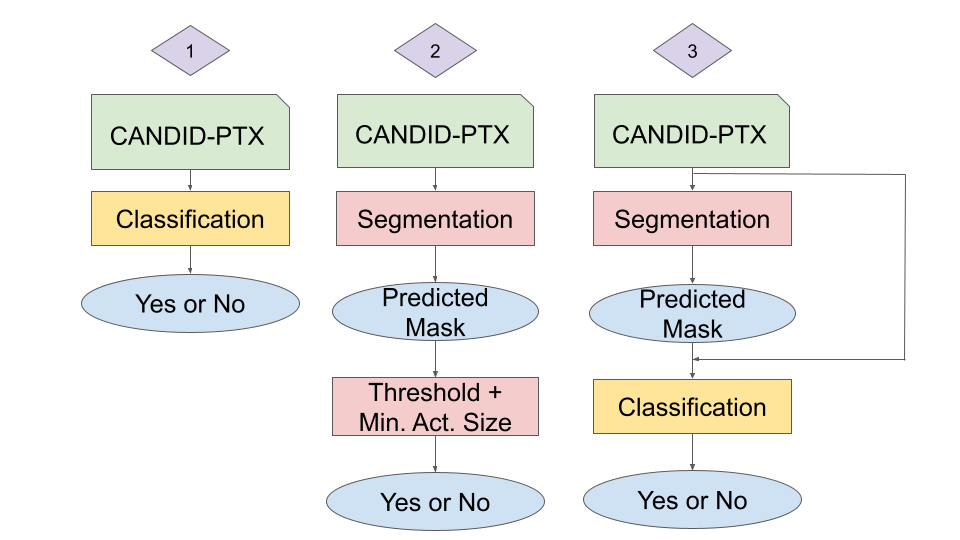 1
CANDID-PTX
Classification
Yes or No
2
CANDID-PTX
Segmentation
Predicted
Mask
Threshold +
Min. Act. Size
Yes or No
3
CANDID-PTX
Segmentation
Predicted
Mask
Classification
Yes or No